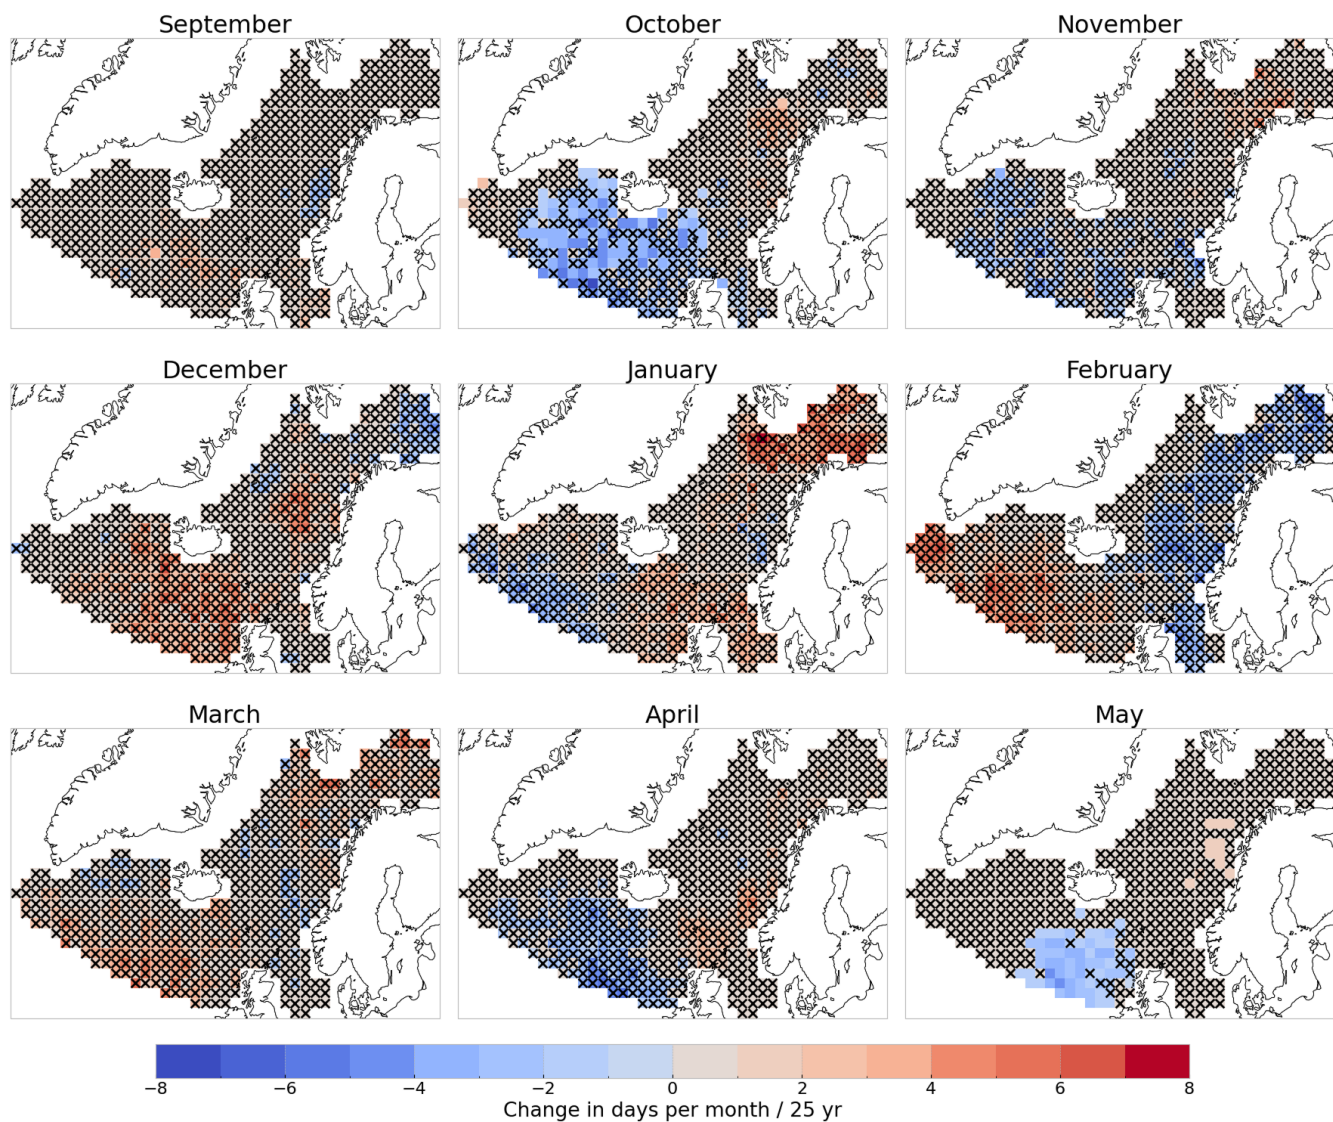 September October November
December January February
March April May
−8 −6 −4 −2 0 2 4 6 8
Change in days per month / 25 yr